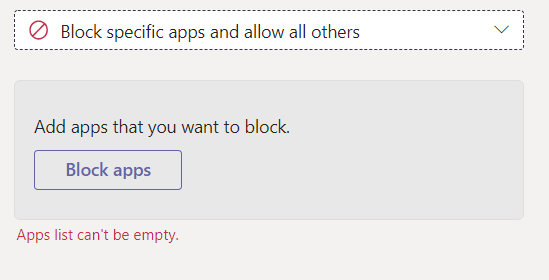 Block specific apps and allow all others
Add apps that you want to block.
Block apps
Apps list can't be empty.